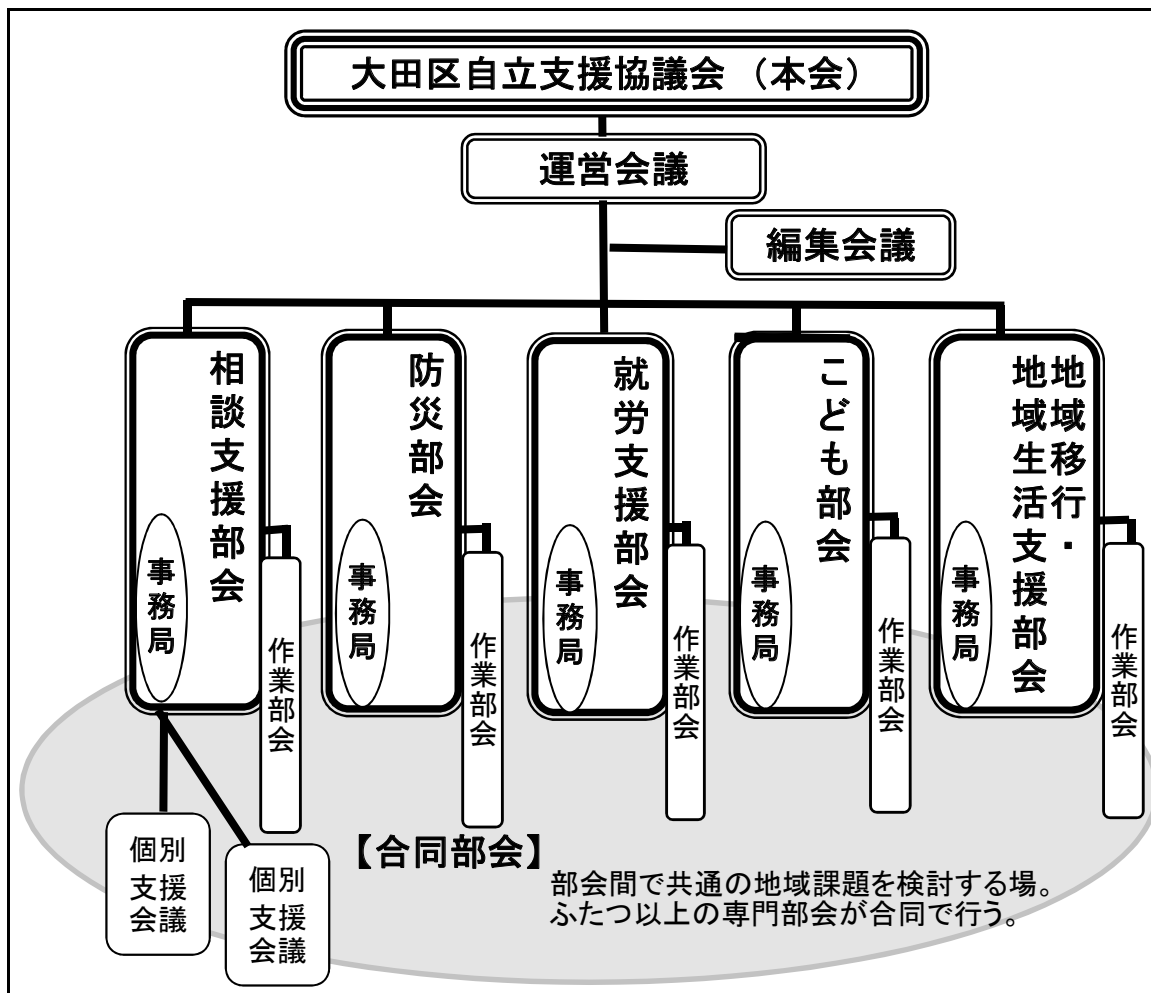 大田区自立支援協議会 （本会）
運営会議
編集会議
相談支援部会
事務局
作業部会
防災部会
事務局
作業部会
就労支援部会
事務局
作業部会
こども部会
事務局
作業部会
地域移行・
地域生活支援部会
事務局
作業部会
個別
支援
会議
個別
支援
会議
【合同部会】
部会間で共通の地域課題を検討する場。
ふたつ以上の専門部会が合同で行う。